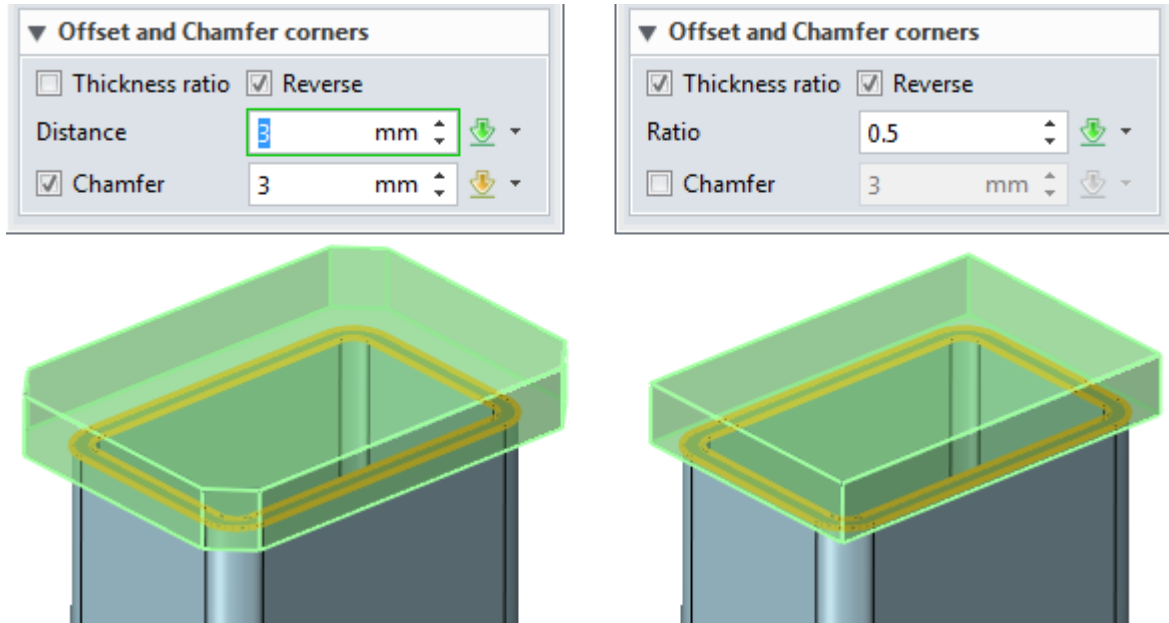 Offset and Chamfer corners
Thickness ratio Reverse
Distance 3 mm
Chamfer 3 mm
Offset and Chamfer corners
Thickness ratio Reverse
Ratio 0.5
Chamfer 3 mm